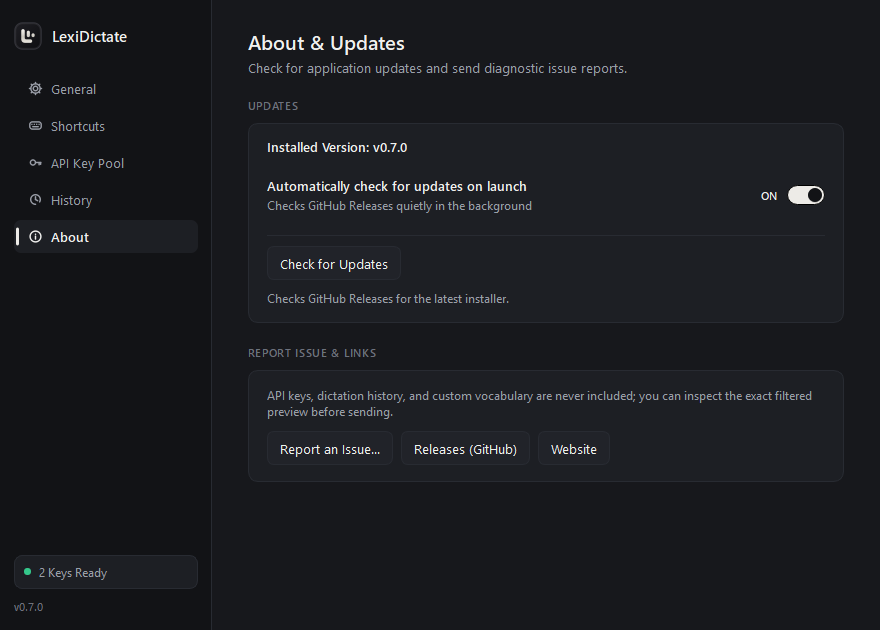 LexiDictate
General
Shortcuts
API Key Pool
History
About
2 Keys Ready
v0.7.0
About & Updates
Check for application updates and send diagnostic issue reports.
UPDATES
Installed Version: v0.7.0
Automatically check for updates on launch
Checks GitHub Releases quietly in the background
ON
Check for Updates
Checks GitHub Releases for the latest installer.
REPORT ISSUE & LINKS
API keys, dictation history, and custom vocabulary are never included; you can inspect the exact filtered
preview before sending.
Report an Issue...
Releases (GitHub)
Website